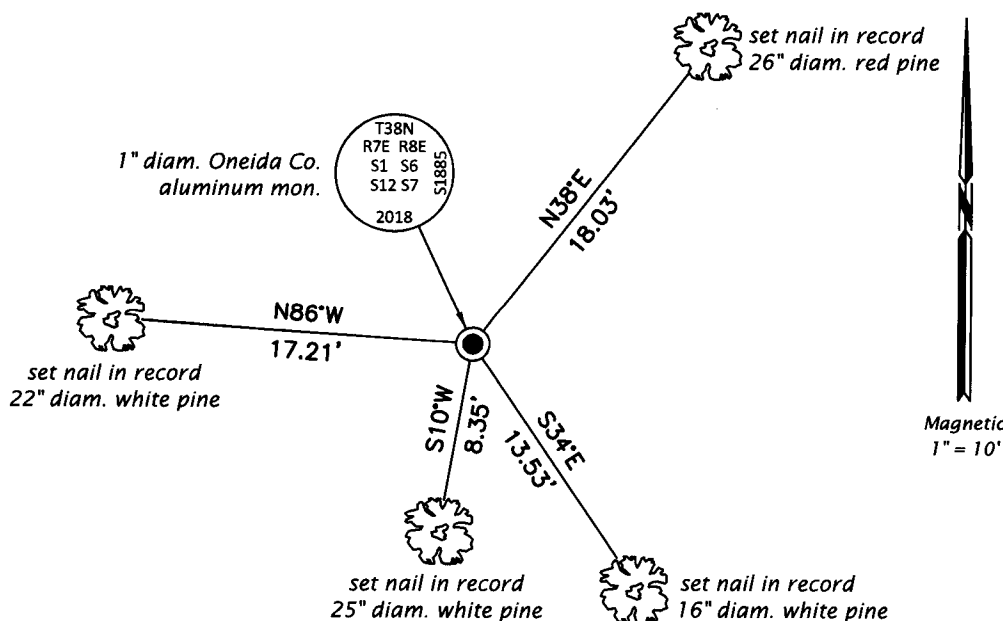 set nail in record
26" diam. red pine
1" diam. Oneida Co.
aluminum mon.
T38N
R7E R8E
S1 S6
S12 S7
S1885
2018
N38°E
18.03'
N
N86°W
17.21'
set nail in record
22" diam. white pine
S10°W
8.35'
S34°E
13.53'
Magnetic
1" = 10'
set nail in record
25" diam. white pine
set nail in record
16" diam. white pine